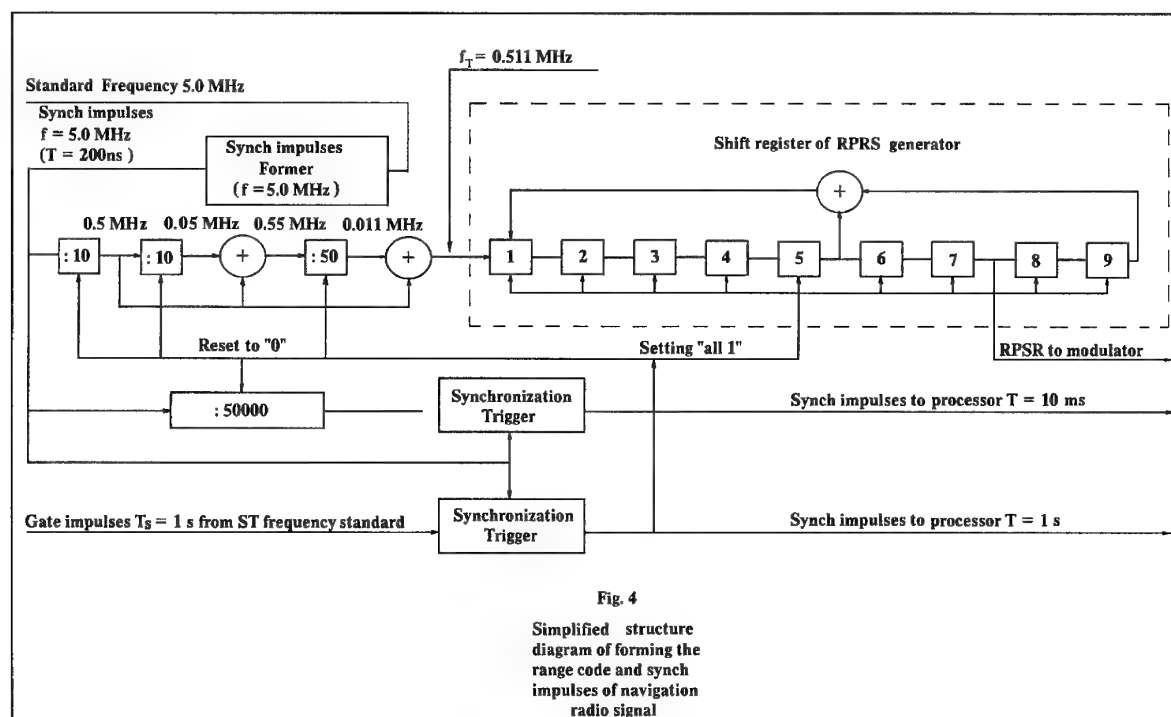 f_T = 0.511 MHz
Standard Frequency 5.0 MHz
Synch impulses
f = 5.0 MHz
(T = 200ns )
Synch impulses
Former
( f = 5.0 MHz )
Shift register of RPRS generator
+
0.5 MHz 0.05 MHz 0.55 MHz 0.011 MHz
: 10
: 10
+
: 50
+
1
2
3
4
5
6
7
8
9
Reset to "0"
Setting "all 1"
RPSR to modulator
: 50000
Synchronization
Trigger
Synch impulses to processor T = 10 ms
Gate impulses T_S = 1 s from ST frequency standard
Synchronization
Trigger
Synch impulses to processor T = 1 s
Fig. 4
Simplified structure
diagram of forming the
range code and synch
impulses of navigation
radio signal